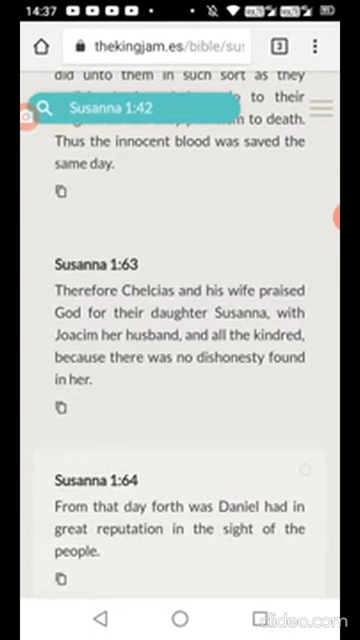 14:37
thekingjam.es/bible/su
3
did unto them in such sort as they
Susanna 1:42
to their
to death.
Thus the innocent blood was saved the
same day.
Susanna 1:63
Therefore Chelcias and his wife praised
God for their daughter Susanna, with
Joacim her husband, and all the kindred,
because there was no dishonesty found
in her.
Susanna 1:64
From that day forth was Daniel had in
great reputation in the sight of the
people.
clideo.com